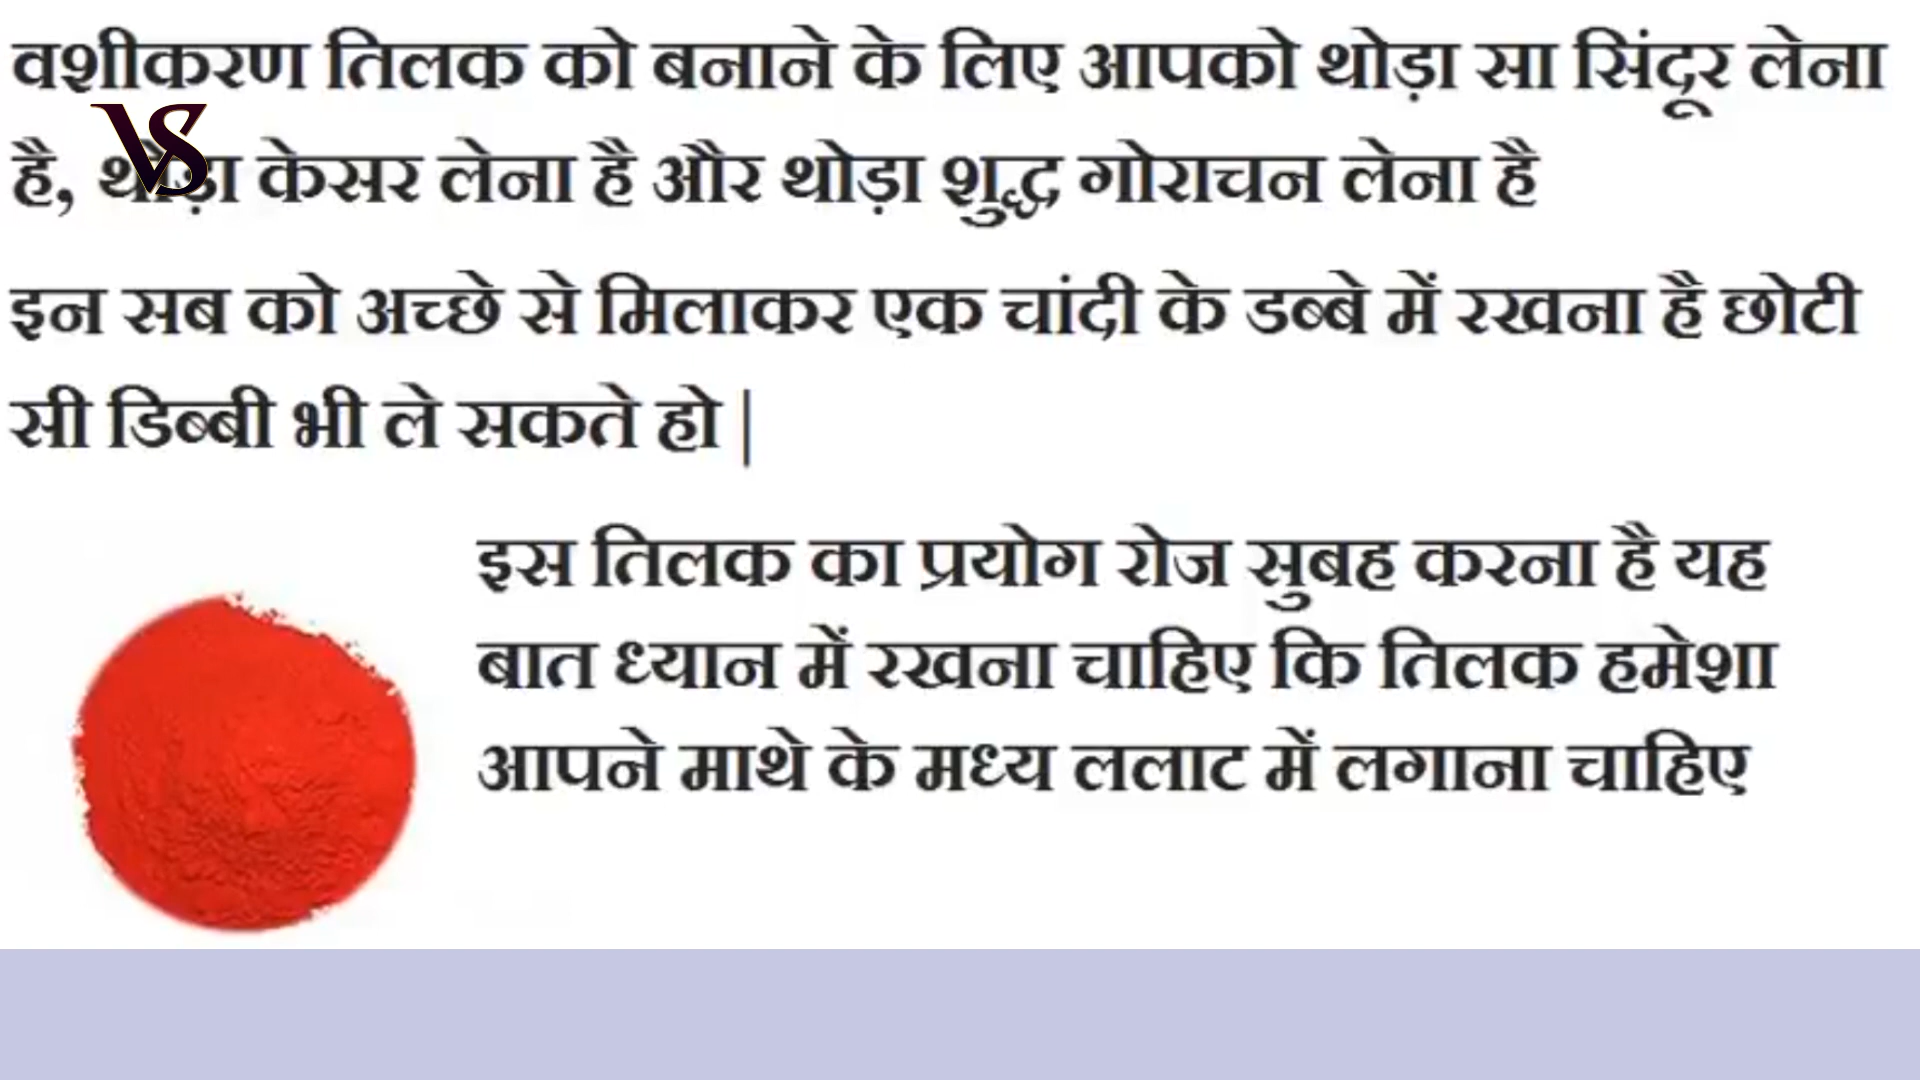 वशीकरण तिलक को बनाने के लिए आपको थोड़ा सा सिंदूर लेना
VS
है, थोड़ा केसर लेना है और थोड़ा शुद्ध गोराचन लेना है
इन सब को अच्छे से मिलाकर एक चांदी के डब्बे में रखना है छोटी
सी डिब्बी भी ले सकते हो |
इस तिलक का प्रयोग रोज सुबह करना है यह
बात ध्यान में रखना चाहिए कि तिलक हमेशा
आपने माथे के मध्य ललाट में लगाना चाहिए